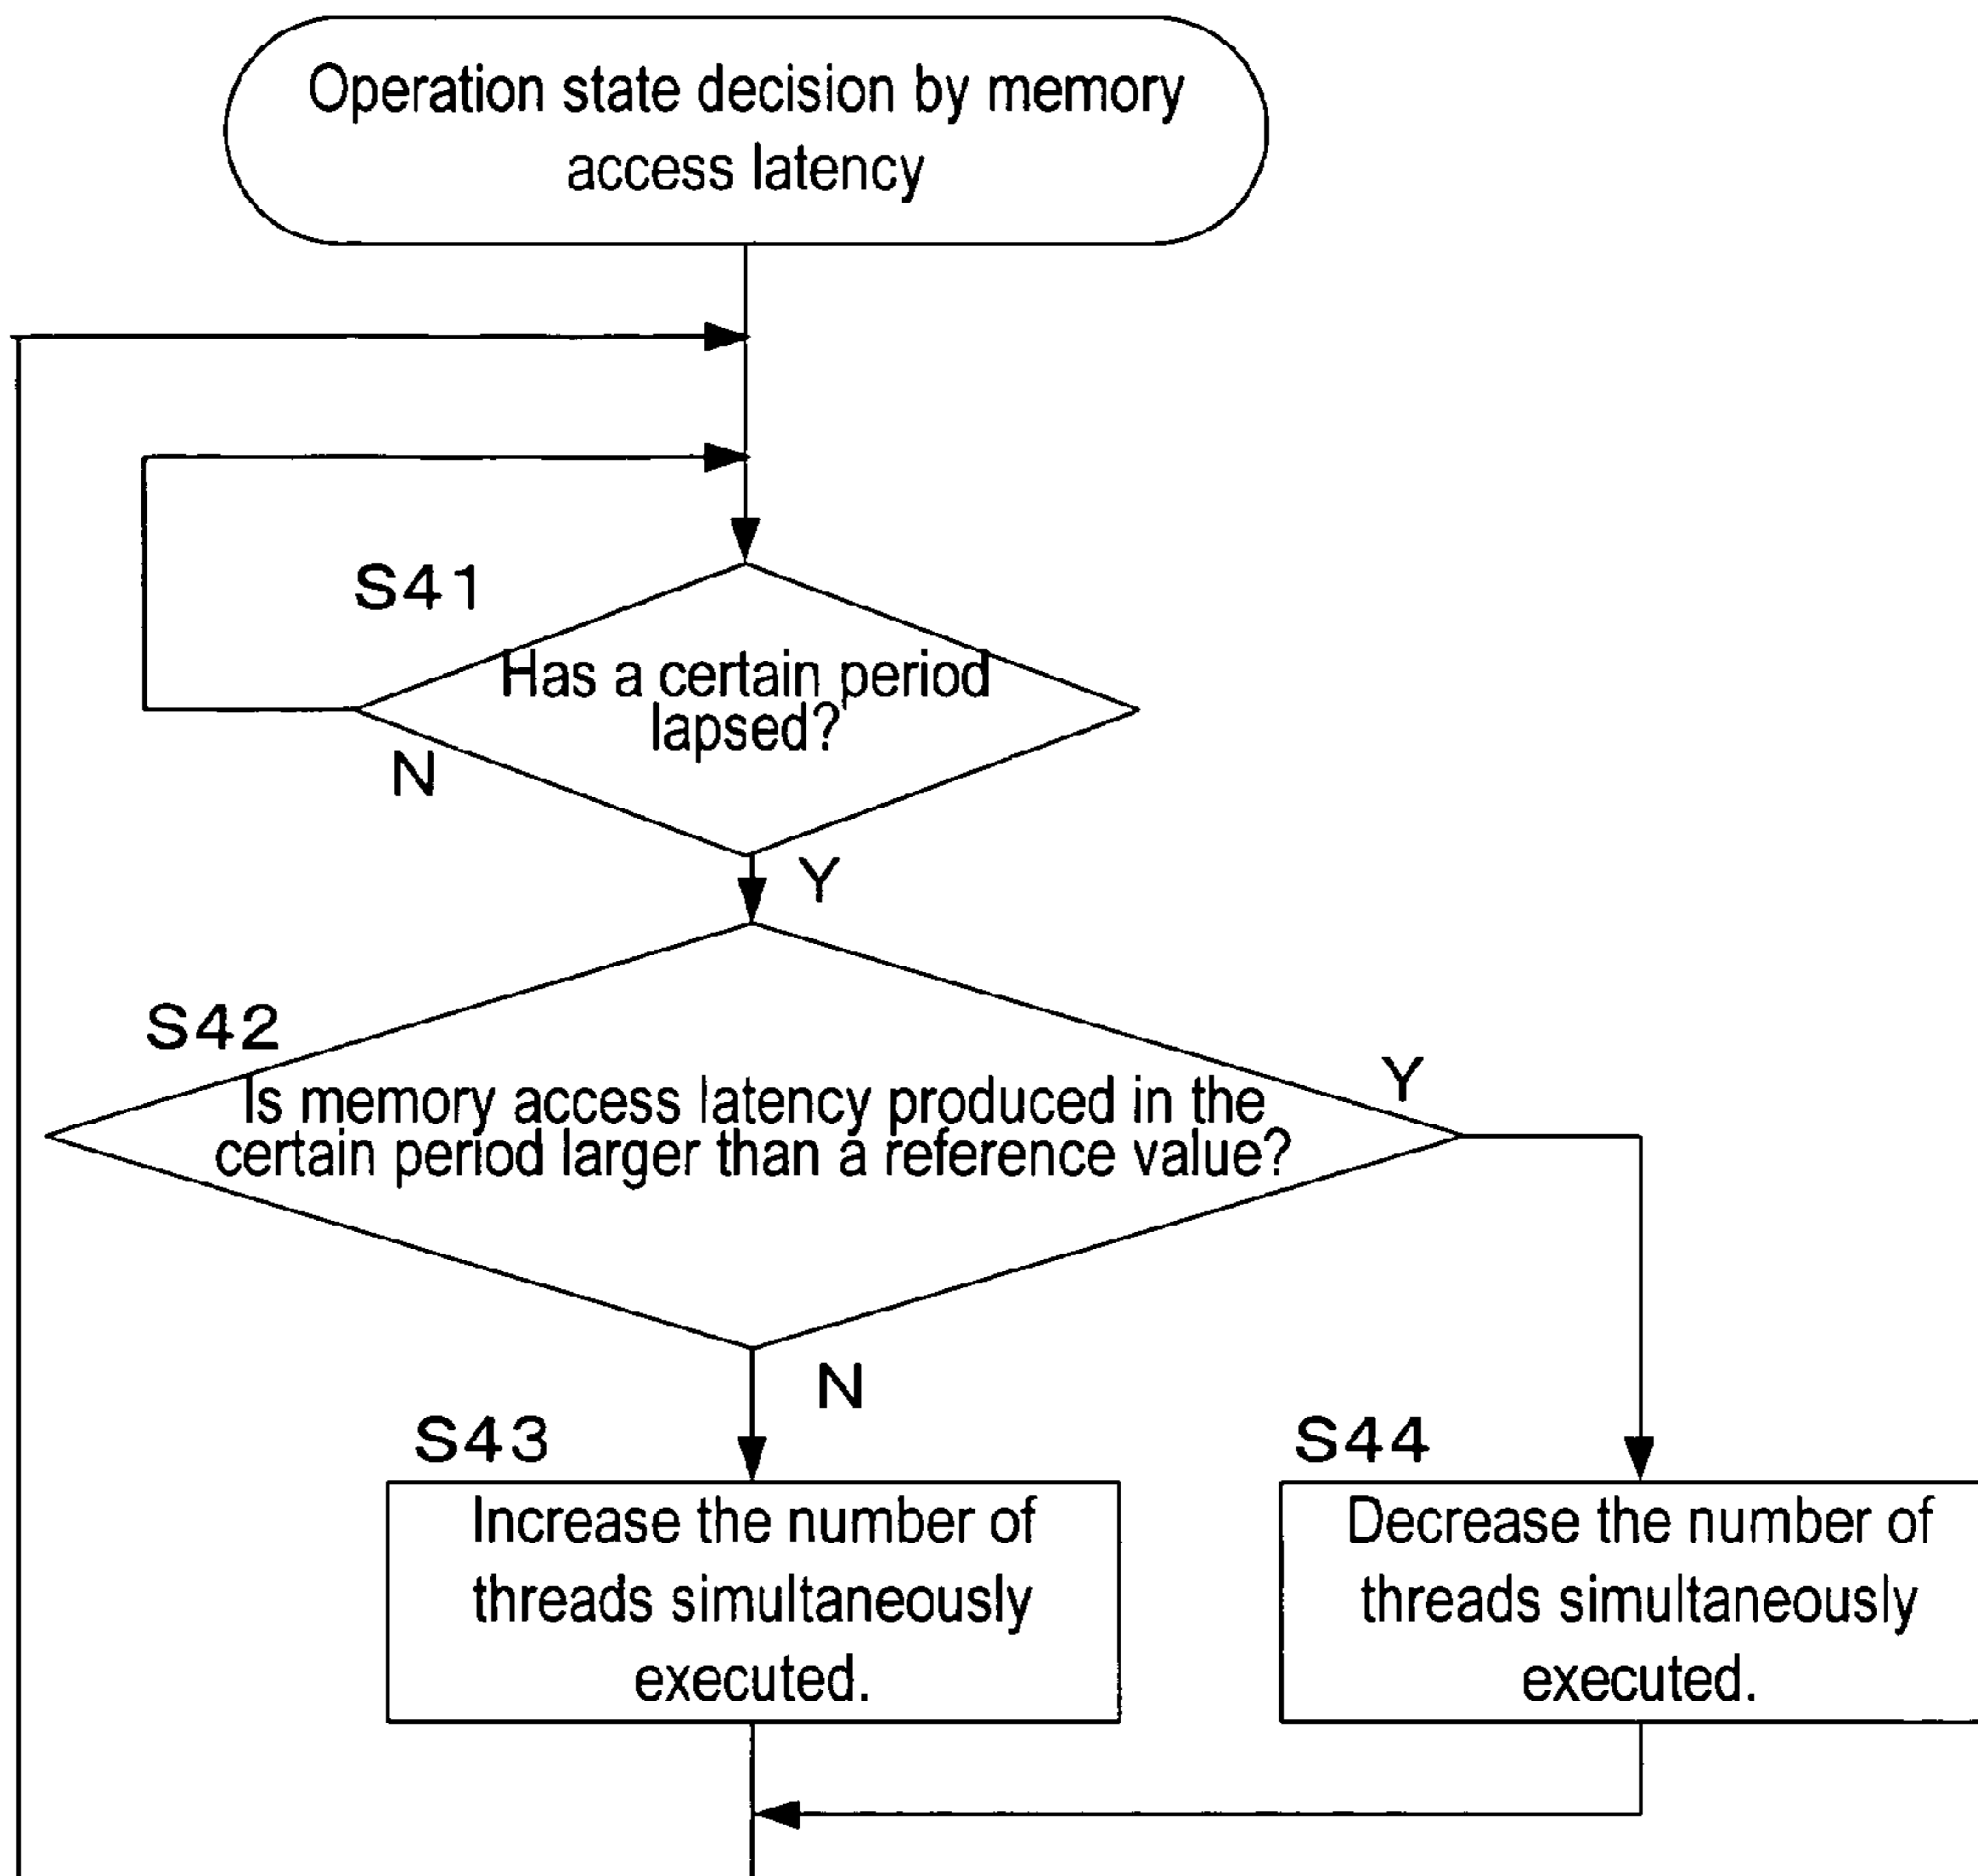 Operation state decision by memory
access latency
S41
Has a certain period
lapsed?
N
Y
S42
Y
Is memory access latency produced in the
certain period larger than a reference value?
N
S43
S44
Increase the number of
threads simultaneously
executed.
Decrease the number of
threads simultaneously
executed.